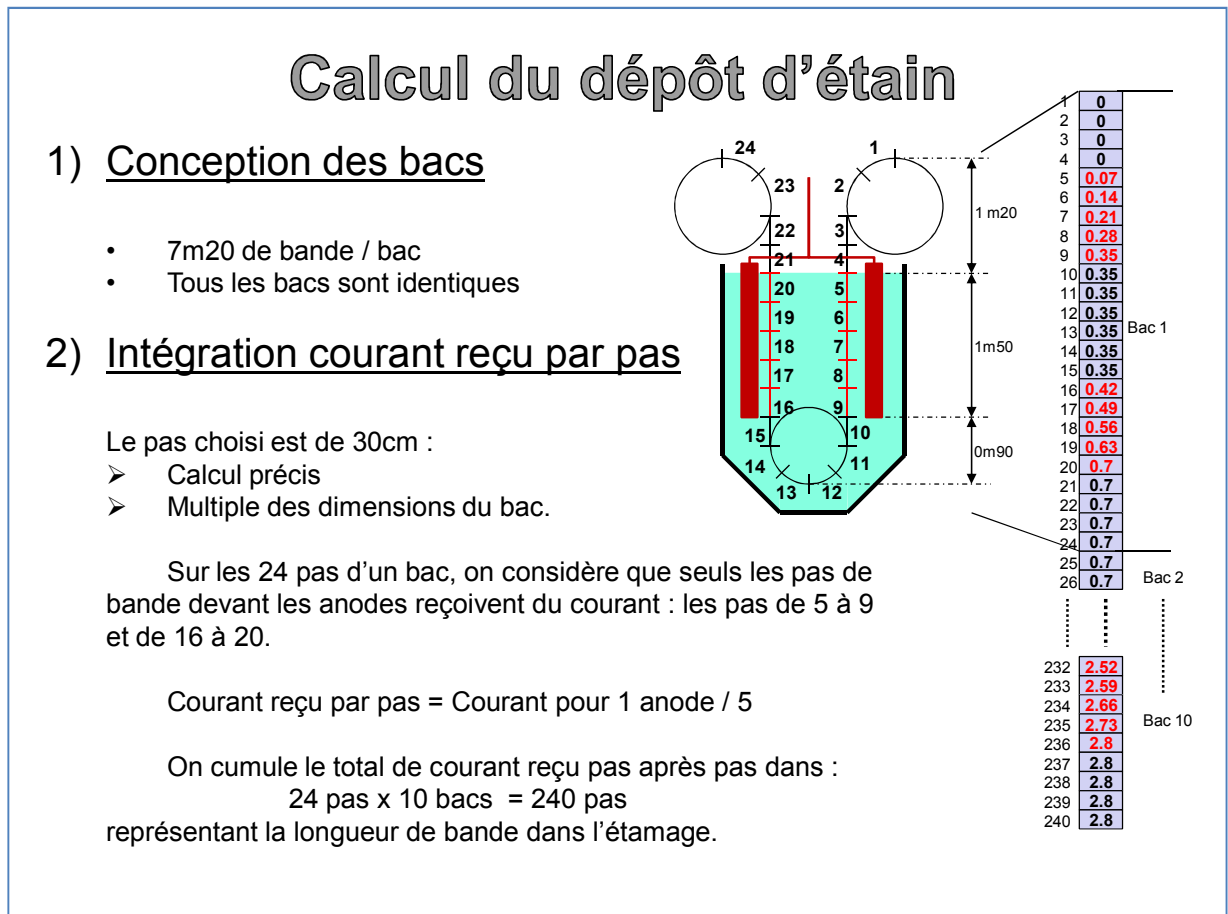 Calcul du dépôt d'étain
1) Conception des bacs
• 7m20 de bande / bac
• Tous les bacs sont identiques
2) Intégration courant reçu par pas
Le pas choisi est de 30cm :
➢ Calcul précis
➢ Multiple des dimensions du bac.
Sur les 24 pas d'un bac, on considère que seuls les pas de
bande devant les anodes reçoivent du courant : les pas de 5 à 9
et de 16 à 20.
Courant reçu par pas = Courant pour 1 anode / 5
On cumule le total de courant reçu pas après pas dans :
24 pas x 10 bacs = 240 pas
représentant la longueur de bande dans l'étamage.
24 1
23 2
22 3
21 4
20 5
19 6
18 7
17 8
16 9
15 10
14 11
13 12
1 m20
1m50
0m90
1 0
2 0
3 0
4 0
5 0.07
6 0.14
7 0.21
8 0.28
9 0.35
10 0.35
11 0.35
12 0.35
13 0.35 Bac 1
14 0.35
15 0.35
16 0.42
17 0.49
18 0.56
19 0.63
20 0.7
21 0.7
22 0.7
23 0.7
24 0.7
25 0.7
26 0.7 Bac 2
232 2.52
233 2.59
234 2.66
235 2.73 Bac 10
236 2.8
237 2.8
238 2.8
239 2.8
240 2.8